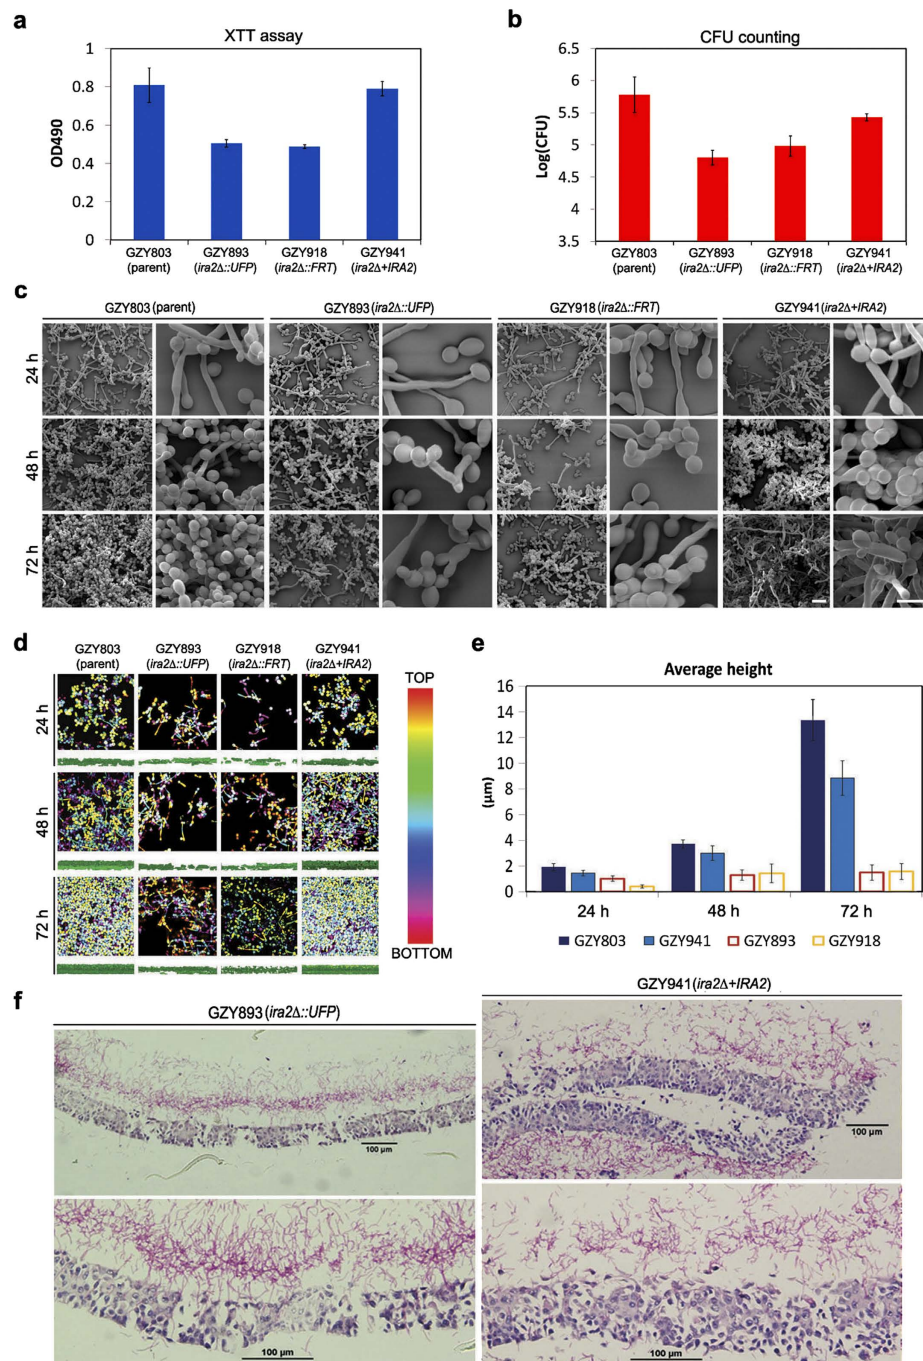 a
XTT assay
OD490
1
0.8
0.6
0.4
0.2
0
GZY803 GZY893 GZY918 GZY941
(parent) (ira2Δ::UFP) (ira2Δ::FRT) (ira2Δ+IRA2)
b
CFU counting
Log(CFU)
6.5
6
5.5
5
4.5
4
3.5
GZY803 GZY893 GZY918 GZY941
(parent) (ira2Δ::UFP) (ira2Δ::FRT) (ira2Δ+IRA2)
c
GZY803 (parent) GZY893 (ira2Δ::UFP) GZY918 (ira2Δ::FRT) GZY941 (ira2Δ+IRA2)
24 h
48 h
72 h
d
GZY803 GZY893 GZY918 GZY941
(parent) (ira2Δ::UFP) (ira2Δ::FRT) (ira2Δ+IRA2)
24 h
48 h
72 h
TOP
BOTTOM
e
Average height
(µm)
16
14
12
10
8
6
4
2
0
24 h 48 h 72 h
GZY803 GZY941 GZY893 GZY918
f
GZY893 (ira2Δ::UFP)
100 µm
100 µm
GZY941 (ira2Δ+IRA2)
100 µm
100 µm